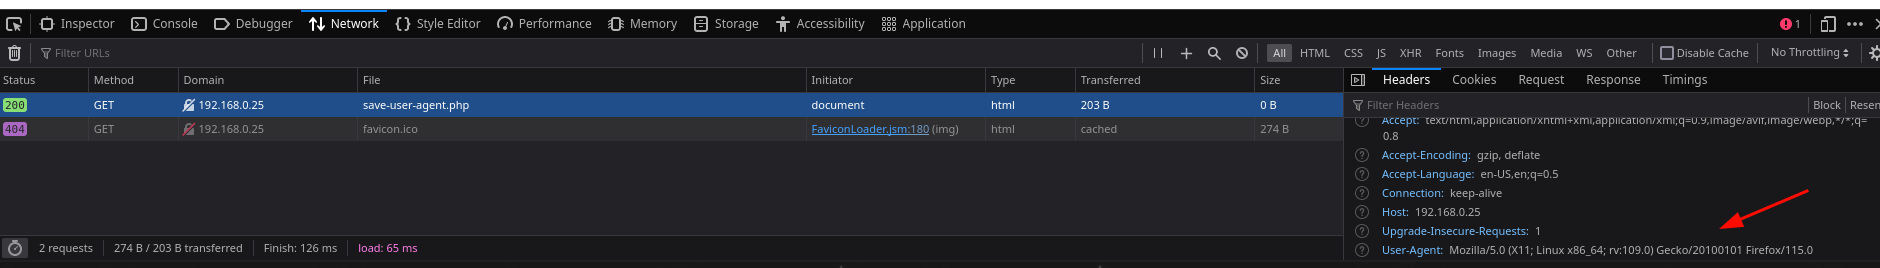 Inspector Console Debugger Network Style Editor Performance Memory Storage Accessibility Application 1
Filter URLs All HTML CSS JS XHR Fonts Images Media WS Other Disable Cache No Throttling
Status Method Domain File Initiator Type Transferred Size
200 GET 192.168.0.25 save-user-agent.php document html 203 B 0 B
404 GET 192.168.0.25 favicon.ico FaviconLoader.jsm:180 (img) html cached 274 B
2 requests 274 B / 203 B transferred Finish: 126 ms load: 65 ms
Headers Cookies Request Response Timings
Filter Headers Block Resen
Accept: text/html,application/xhtml+xml,application/xml;q=0.9,image/avif,image/webp,*/*;q=
0.8
Accept-Encoding: gzip, deflate
Accept-Language: en-US,en;q=0.5
Connection: keep-alive
Host: 192.168.0.25
Upgrade-Insecure-Requests: 1
User-Agent: Mozilla/5.0 (X11; Linux x86_64; rv:109.0) Gecko/20100101 Firefox/115.0